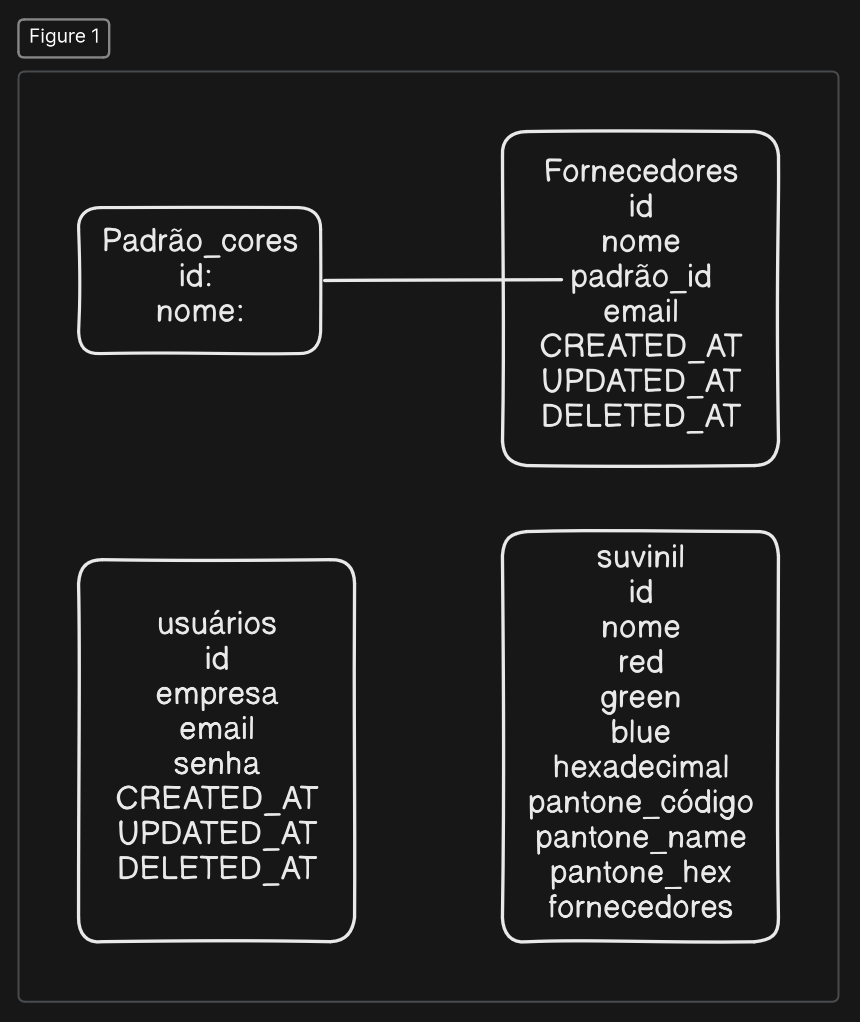 Figure 1
Padrão_cores
id:
nome:
Fornecedores
id
nome
padrão_id
email
CREATED_AT
UPDATED_AT
DELETED_AT
usuários
id
empresa
email
senha
CREATED_AT
UPDATED_AT
DELETED_AT
suvinil
id
nome
red
green
blue
hexadecimal
pantone_código
pantone_name
pantone_hex
fornecedores